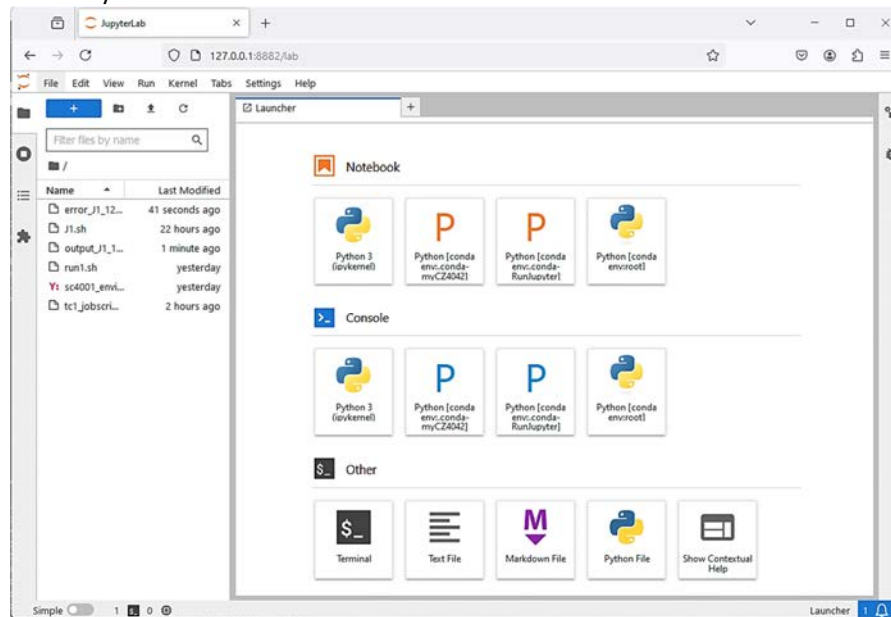 JupyterLab
127.0.0.1:8882/lab
File Edit View Run Kernel Tabs Settings Help
Launcher
Filter files by name
/
Name Last Modified
error_J1_12... 41 seconds ago
J1.sh 22 hours ago
output_J1_1... 1 minute ago
run1.sh yesterday
Y: sc4001_envi... yesterday
tc1_jobscri... 2 hours ago
Notebook
Python 3
(ipykernel)
Python [conda
env:.conda-
myCZ4042]
Python [conda
env:.conda-
RunJupyter]
Python [conda
env:root]
Console
Python 3
(ipykernel)
Python [conda
env:.conda-
myCZ4042]
Python [conda
env:.conda-
RunJupyter]
Python [conda
env:root]
$_ Other
$_
Terminal
Text File
M
Markdown File
Python File
Show Contextual
Help
Simple 1 $_ 0
Launcher 1